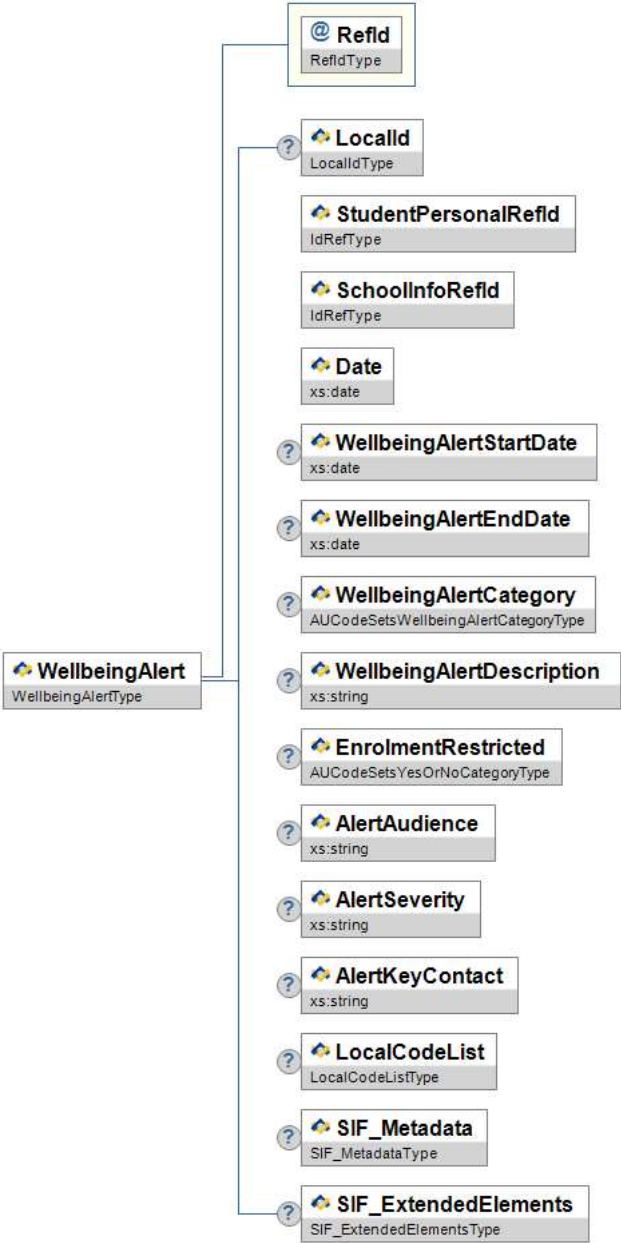 @ RefId
RefIdType
? LocalId
LocalIdType
StudentPersonalRefId
IdRefType
SchoolInfoRefId
IdRefType
Date
xs:date
? WellbeingAlertStartDate
xs:date
? WellbeingAlertEndDate
xs:date
? WellbeingAlertCategory
AUCodeSetsWellbeingAlertCategoryType
WellbeingAlert
WellbeingAlertType
? WellbeingAlertDescription
xs:string
? EnrolmentRestricted
AUCodeSetsYesOrNoCategoryType
? AlertAudience
xs:string
? AlertSeverity
xs:string
? AlertKeyContact
xs:string
? LocalCodeList
LocalCodeListType
? SIF_Metadata
SIF_MetadataType
? SIF_ExtendedElements
SIF_ExtendedElementsType